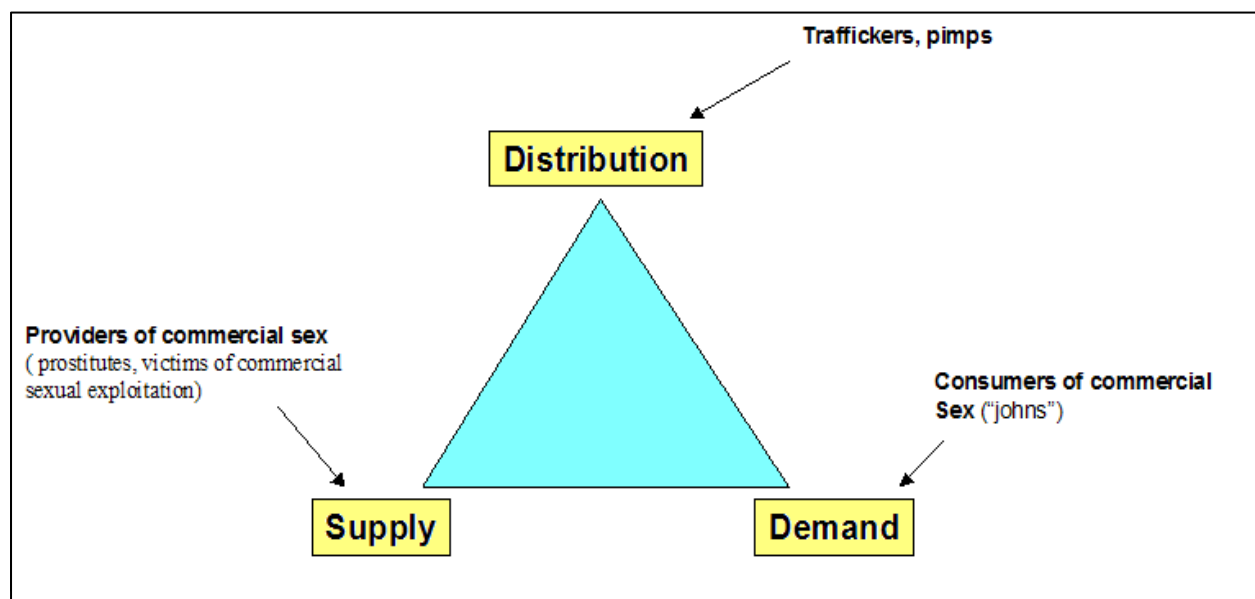 Traffickers, pimps
Distribution
Providers of commercial sex
( prostitutes, victims of commercial
sexual exploitation)
Consumers of commercial
Sex (“johns”)
Supply
Demand